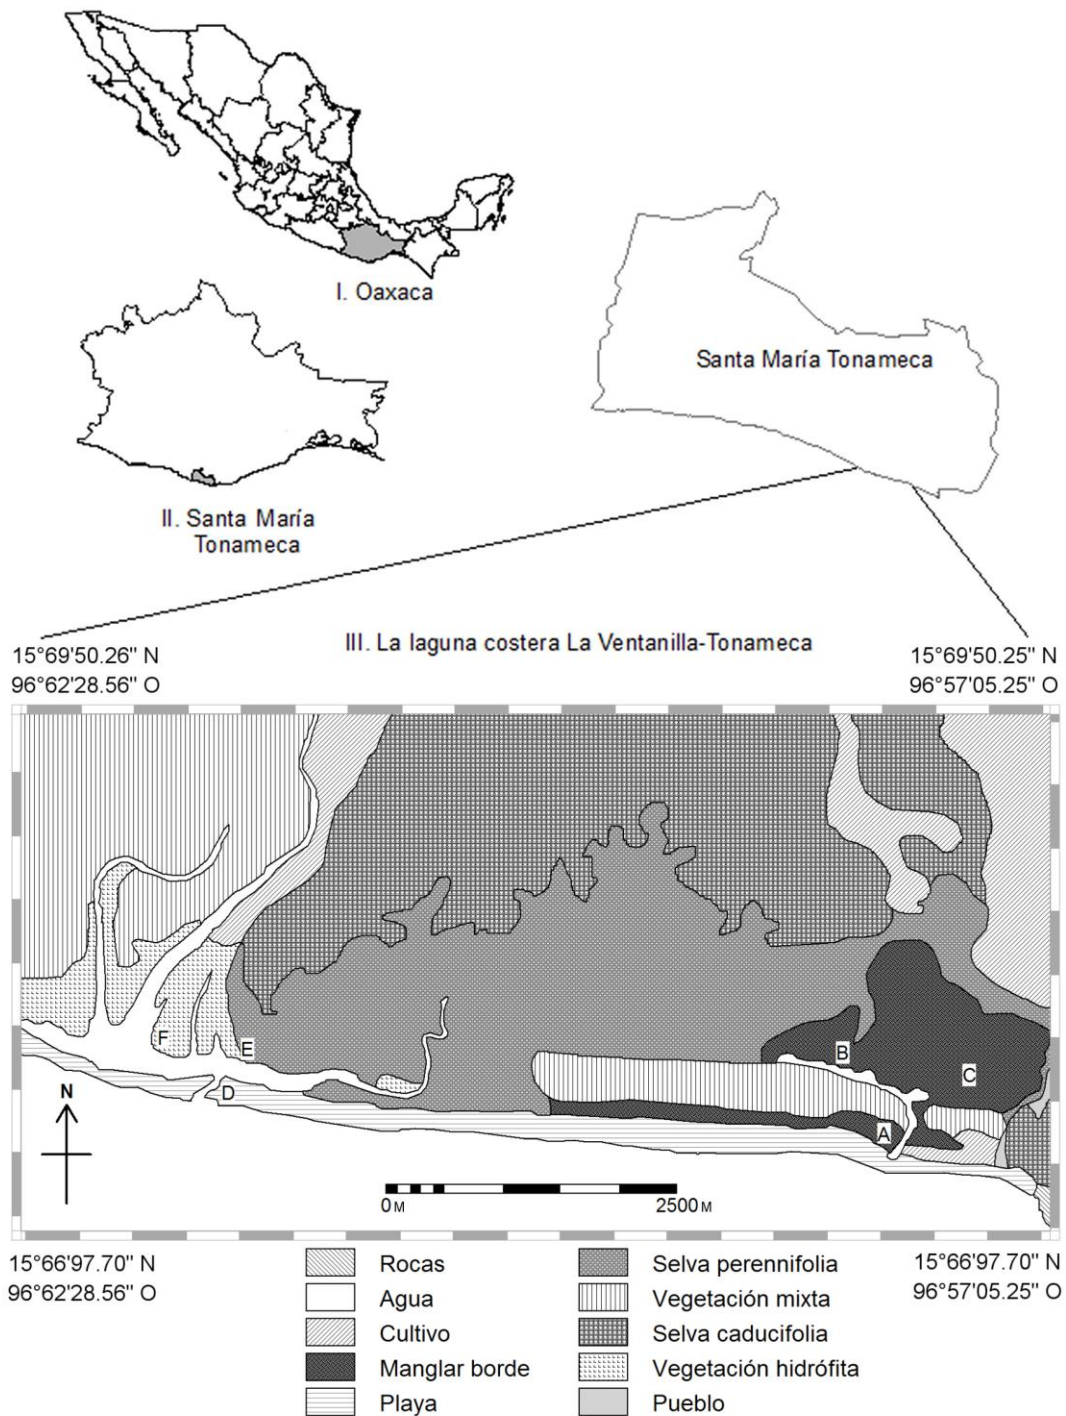 I. Oaxaca
Santa María Tonameca
II. Santa María
Tonameca
III. La laguna costera La Ventanilla-Tonameca
15°69'50.26" N
96°62'28.56" O
15°69'50.25" N
96°57'05.25" O
F
E
D
B
C
A
N
0 M
2500 M
15°66'97.70" N
96°62'28.56" O
15°66'97.70" N
96°57'05.25" O
Rocas
Agua
Cultivo
Manglar borde
Playa
Selva perennifolia
Vegetación mixta
Selva caducifolia
Vegetación hidrófita
Pueblo